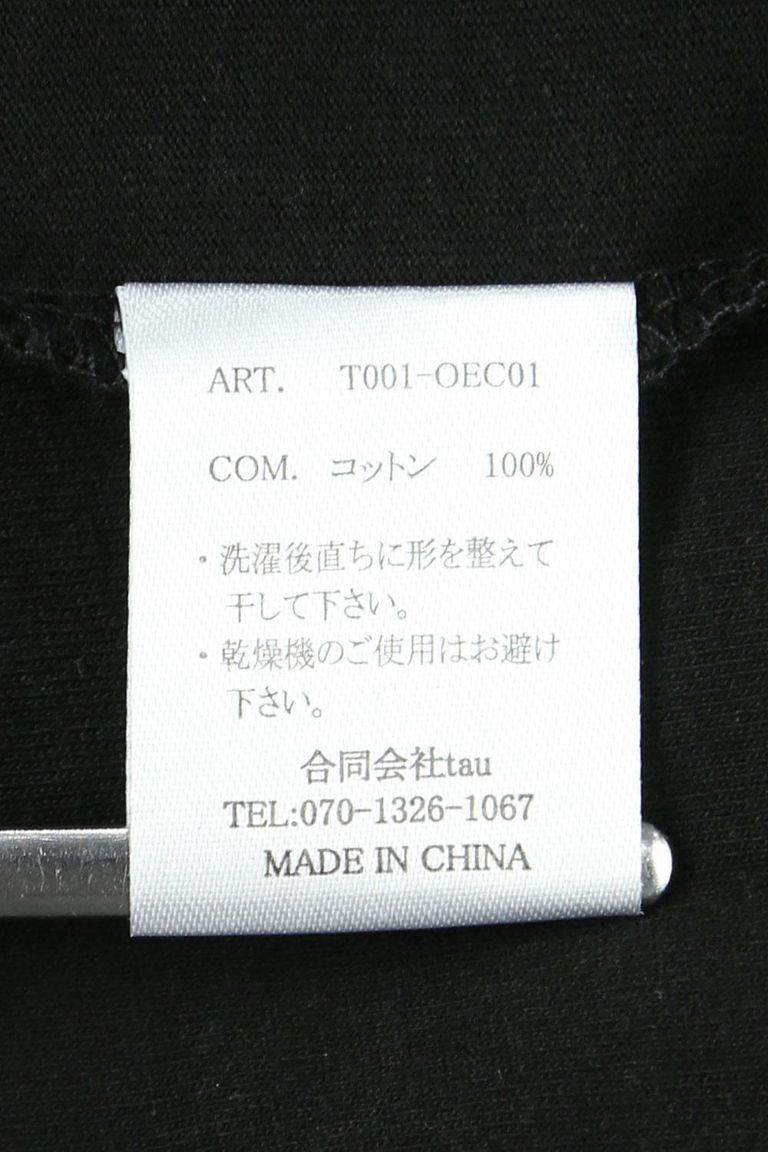 ART. T001-OEC01
COM. コットン 100%
・洗濯後直ちに形を整えて
干して下さい。
・乾燥機のご使用はお避け
下さい。
合同会社tau
TEL:070-1326-1067
MADE IN CHINA